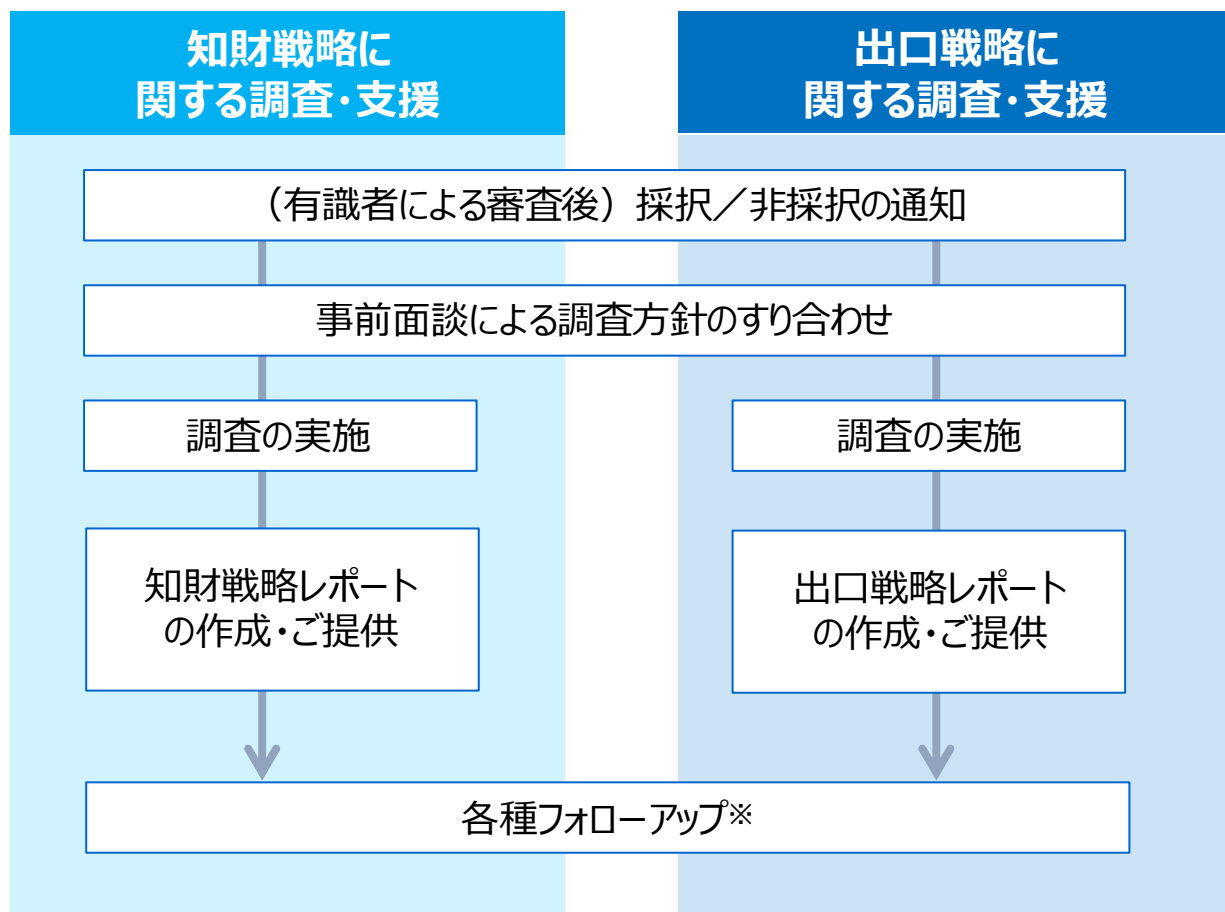 知財戦略に
関する調査・支援
出口戦略に
関する調査・支援
（有識者による審査後）採択／非採択の通知
事前面談による調査方針のすり合わせ
調査の実施
調査の実施
知財戦略レポート
の作成・ご提供
出口戦略レポート
の作成・ご提供
各種フォローアップ※